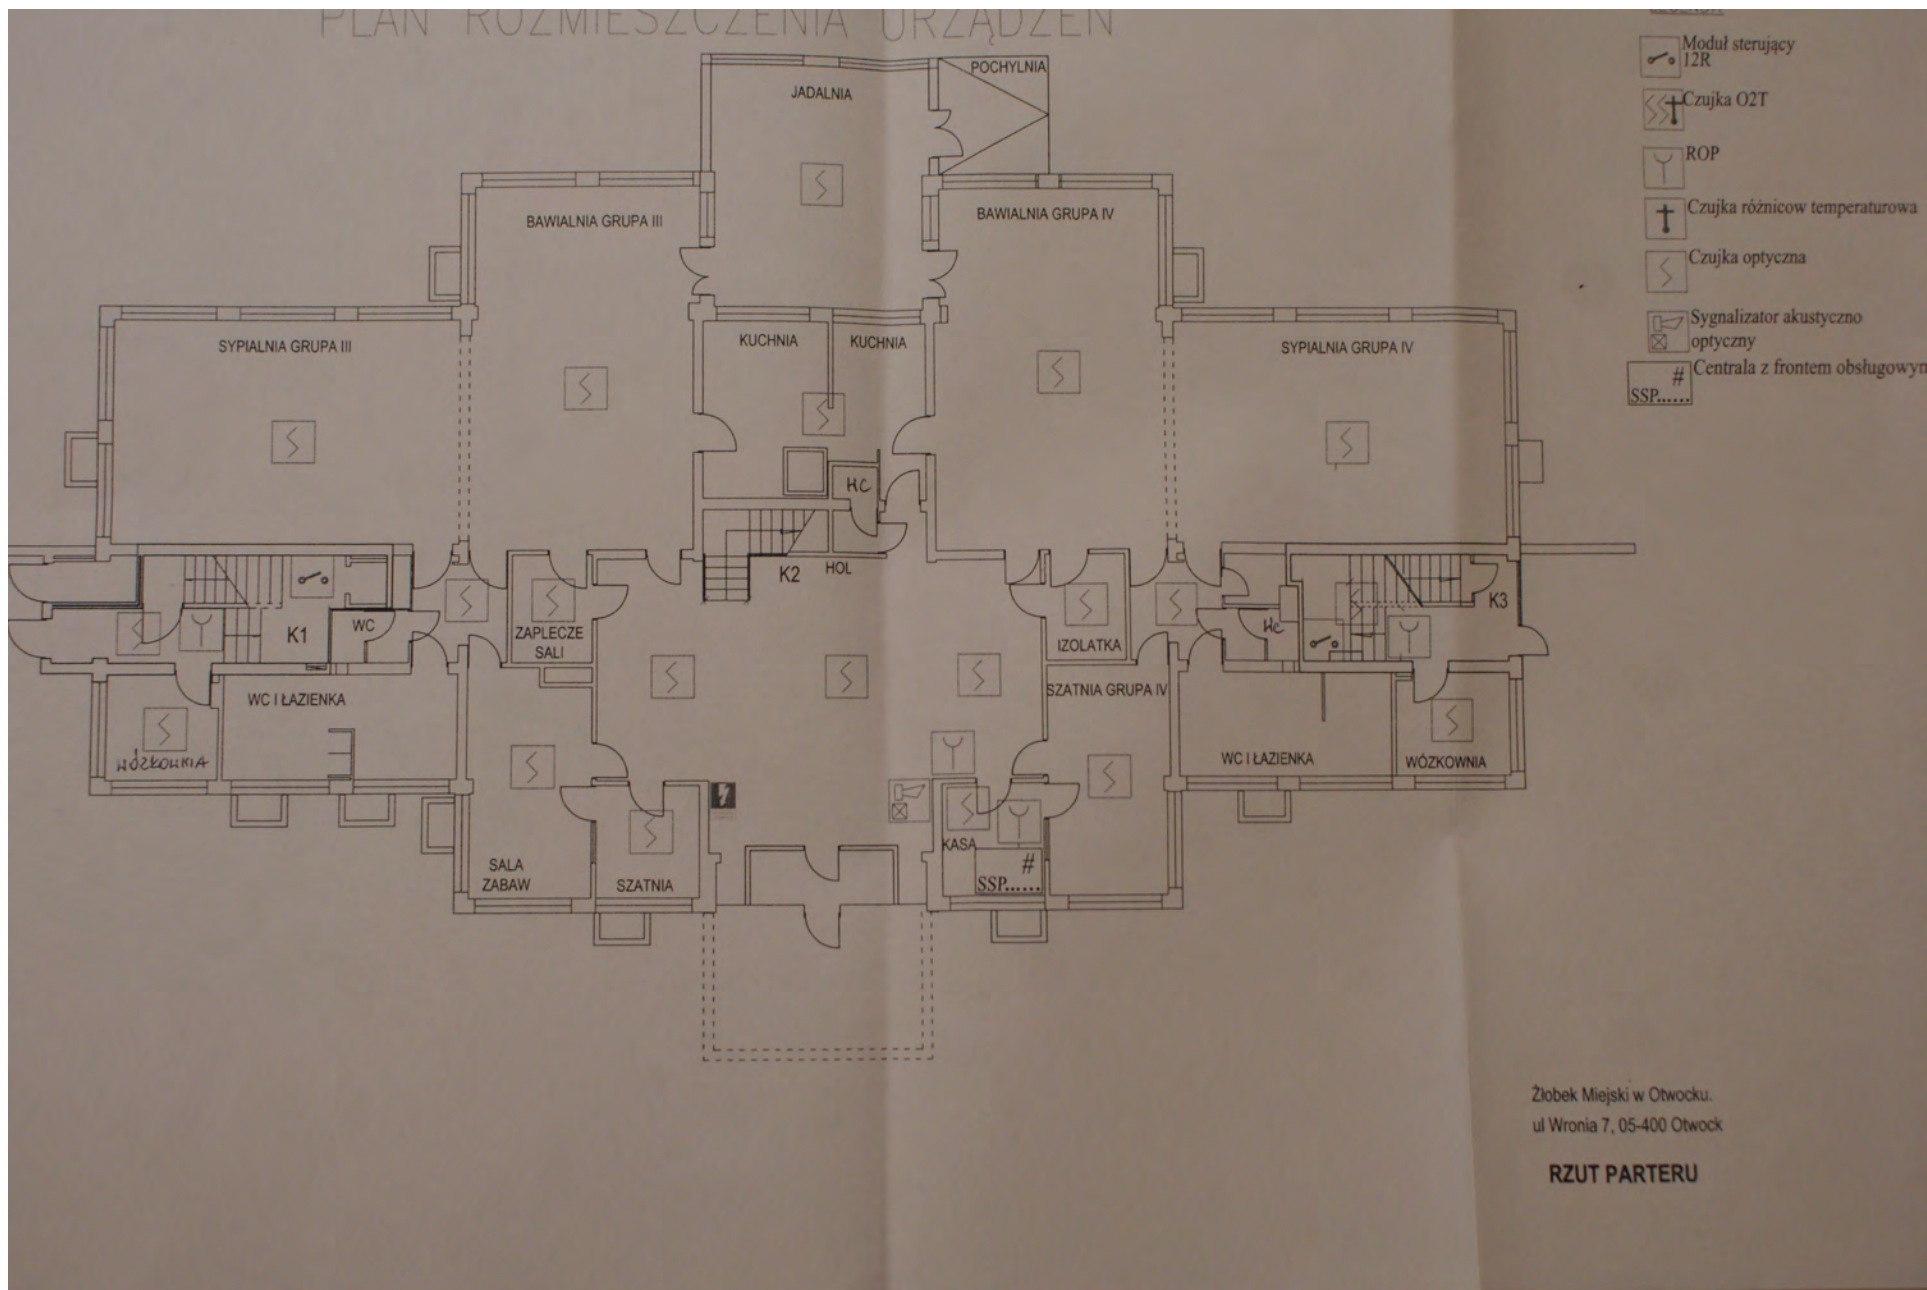 PLAN ROZMIESZCZENIA URZĄDZEŃ
Moduł sterujący
12R
Czujka O2T
ROP
Czujka różnicow temperaturowa
Czujka optyczna
Sygnalizator akustyczno
optyczny
#
SSP......
Centrala z frontem obsługowym
POCHYLNIA
JADALNIA
BAWIALNIA GRUPA III
BAWIALNIA GRUPA IV
SYPIALNIA GRUPA III
KUCHNIA
KUCHNIA
SYPIALNIA GRUPA IV
WC
K2
HOL
K1
WC
ZAPLECZE
SALI
IZOLATKA
WC
K3
WC I ŁAZIENKA
SZATNIA GRUPA IV
WÓZKOWNIA
WC I ŁAZIENKA
WÓZKOWNIA
SALA
ZABAW
SZATNIA
KASA
#
SSP......
Żłobek Miejski w Otwocku.
ul Wronia 7, 05-400 Otwock
RZUT PARTERU